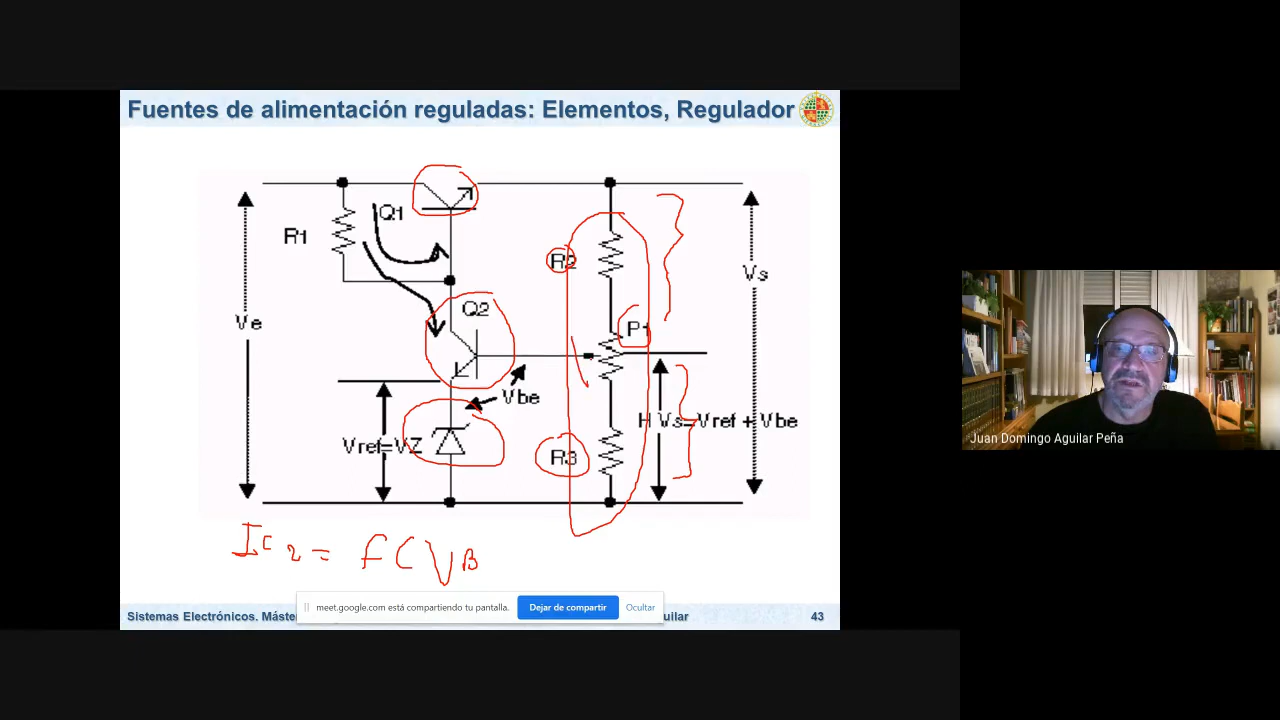 Fuentes de alimentación reguladas: Elementos, Regulador
Q1
R1
R2
Vs
Q2
P1
Ve
Vbe
H Vs=Vref + Vbe
Vref=VZ
R3
Juan Domingo Aguilar Peña
IC2 = f(VB
meet.google.com está compartiendo tu pantalla.
Dejar de compartir
Ocultar
Sistemas Electrónicos. Máste
uilar
43